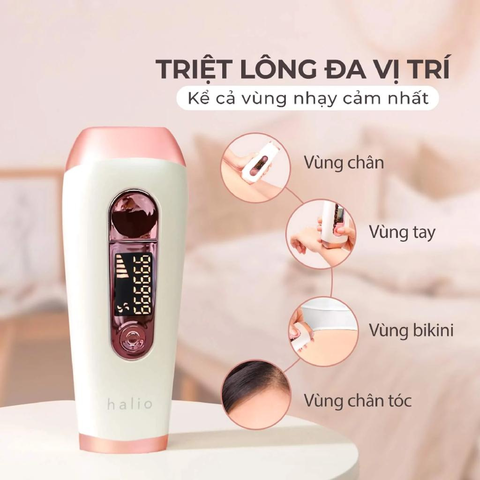 TRIỆT LÔNG ĐA VỊ TRÍ
Kể cả vùng nhạy cảm nhất
Vùng chân
Vùng tay
Vùng bikini
Vùng chân tóc
999999
halio